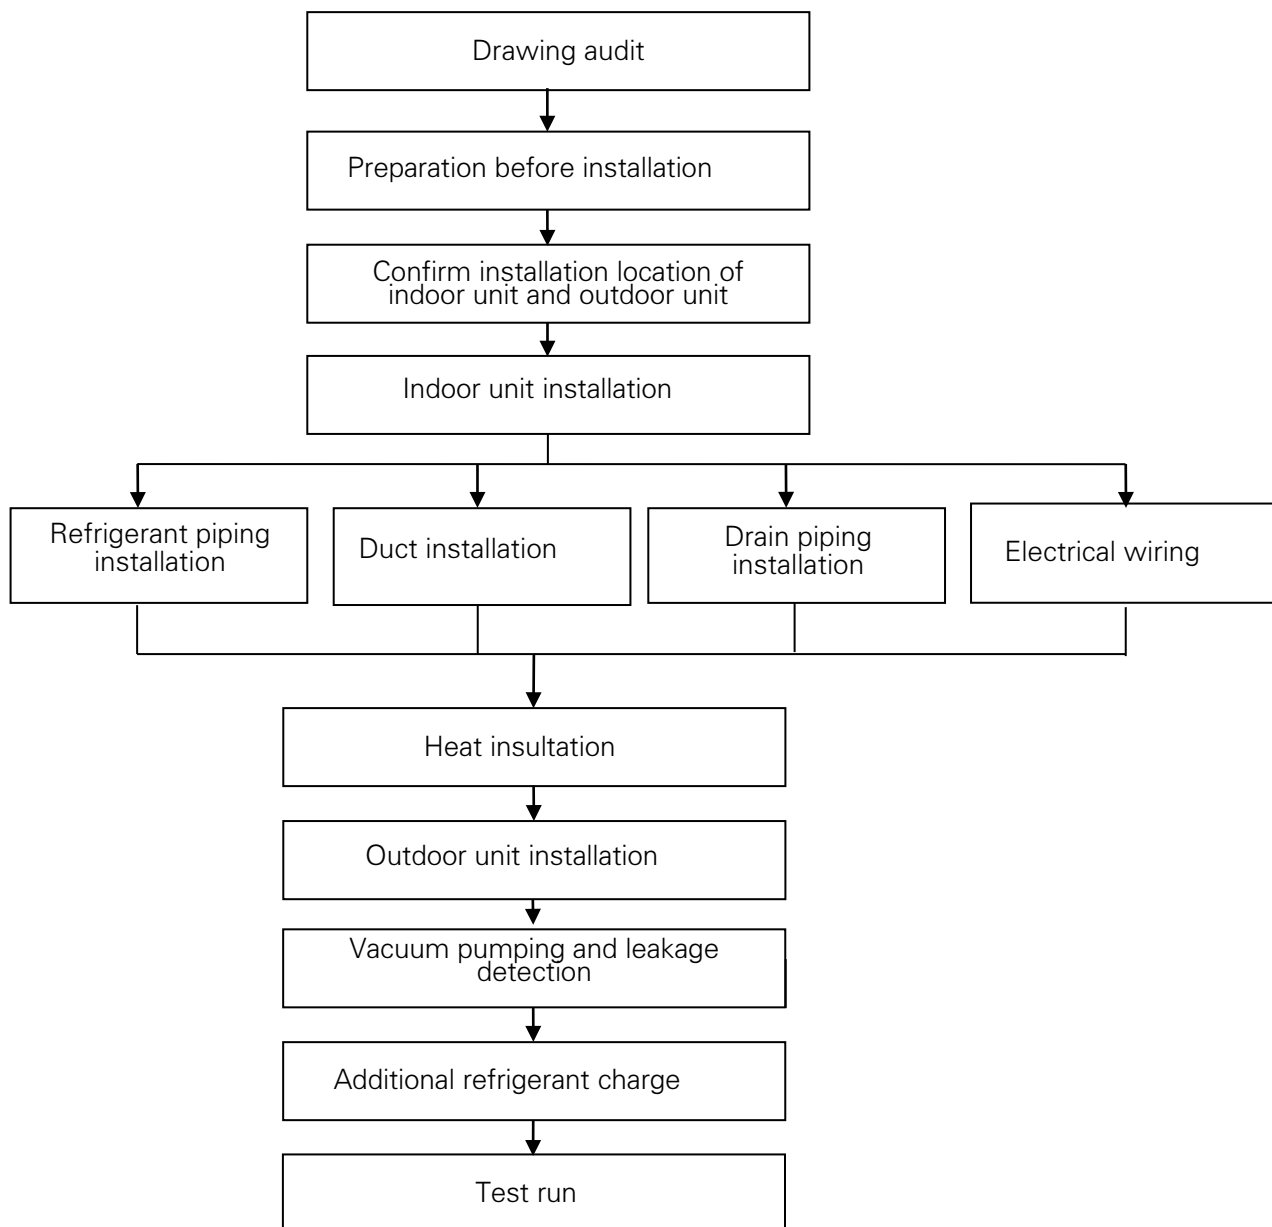 Drawing audit
Preparation before installation
Confirm installation location of
indoor unit and outdoor unit
Indoor unit installation
Refrigerant piping
installation
Duct installation
Drain piping
installation
Electrical wiring
Heat insultation
Outdoor unit installation
Vacuum pumping and leakage
detection
Additional refrigerant charge
Test run